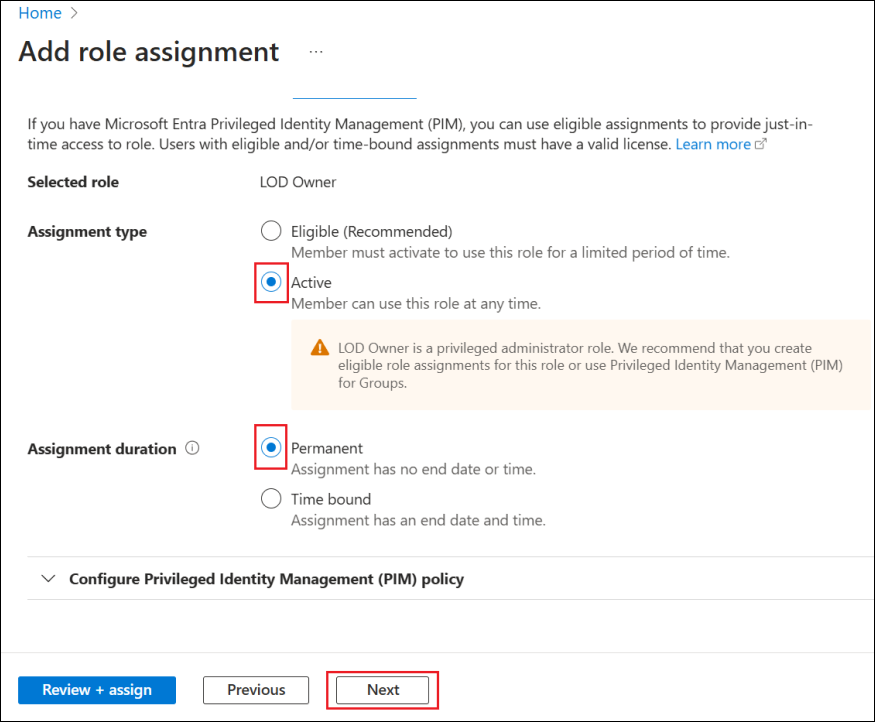 Home >
Add role assignment ...
If you have Microsoft Entra Privileged Identity Management (PIM), you can use eligible assignments to provide just-in-
time access to role. Users with eligible and/or time-bound assignments must have a valid license. Learn more
Selected role LOD Owner
Assignment type Eligible (Recommended)
Member must activate to use this role for a limited period of time.
Active
Member can use this role at any time.
LOD Owner is a privileged administrator role. We recommend that you create
eligible role assignments for this role or use Privileged Identity Management (PIM)
for Groups.
Assignment duration Permanent
Assignment has no end date or time.
Time bound
Assignment has an end date and time.
Configure Privileged Identity Management (PIM) policy
Review + assign Previous Next